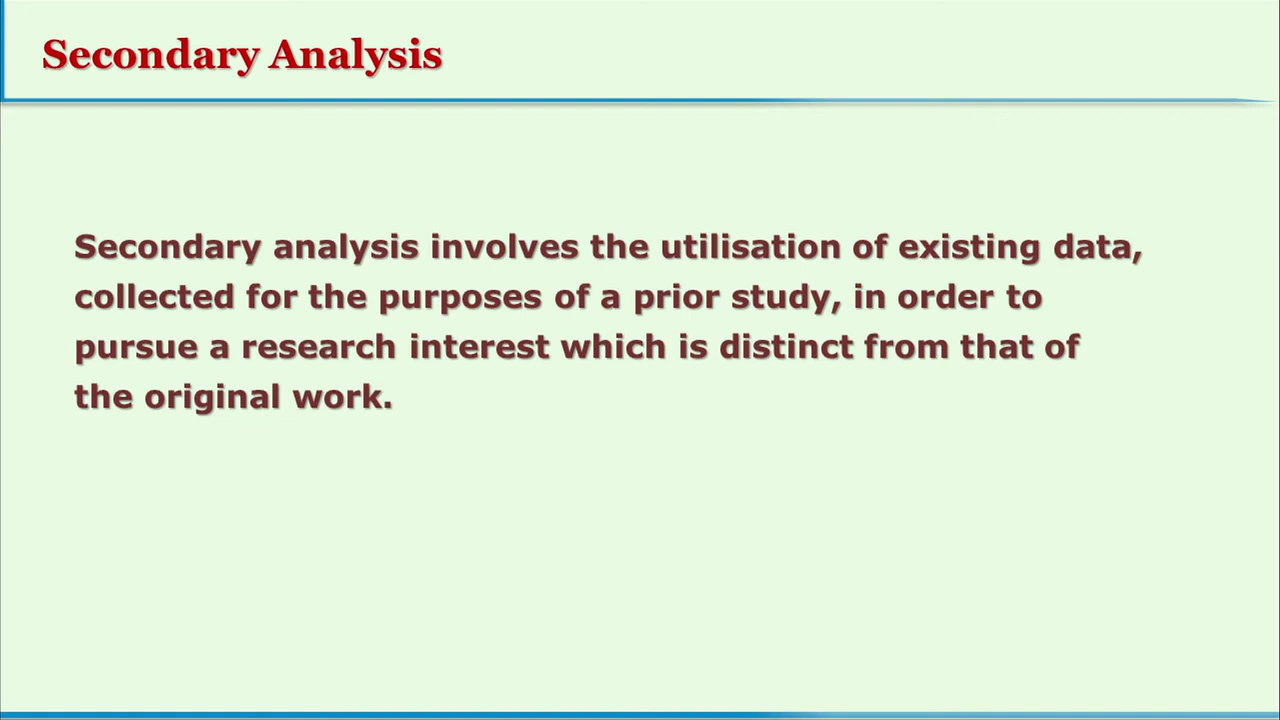 Secondary Analysis
Secondary analysis involves the utilisation of existing data,
collected for the purposes of a prior study, in order to
pursue a research interest which is distinct from that of
the original work.